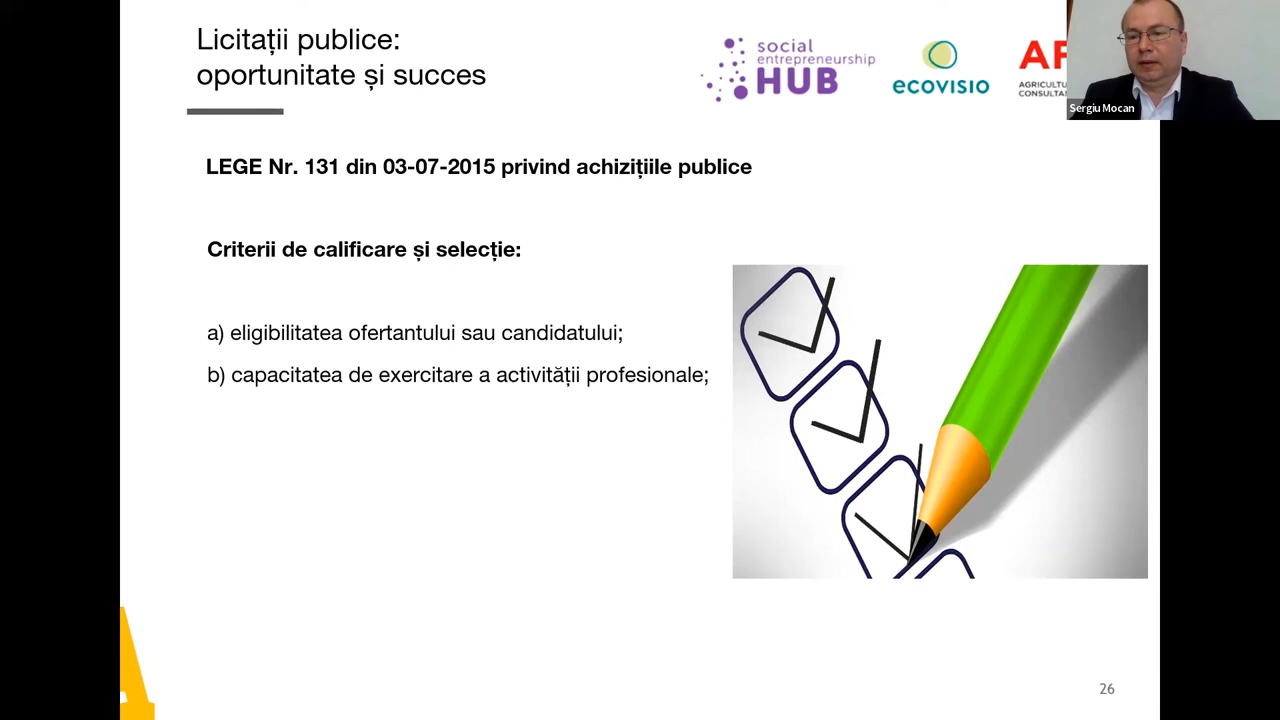 Licitații publice:
oportunitate și succes
social
entrepreneurship
HUB
ecovisio
Sergiu Mocan
LEGE Nr. 131 din 03-07-2015 privind achizițiile publice
Criterii de calificare și selecție:
a) eligibilitatea ofertantului sau candidatului;
b) capacitatea de exercitare a activității profesionale;
26